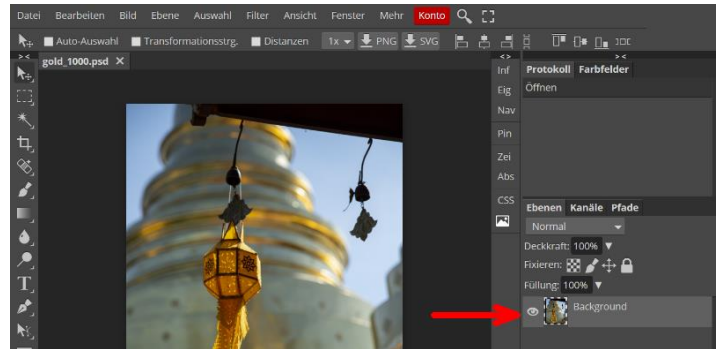 Datei Bearbeiten Bild Ebene Auswahl Filter Ansicht Fenster Mehr Konto
Auto-Auswahl Transformationsstrg. Distanzen 1x PNG SVG
gold_1000.psd
Inf
Eig
Nav
Pin
Zei
Abs
CSS
Protokoll Farbfelder
Öffnen
Ebenen Kanäle Pfade
Normal
Deckkraft: 100%
Fixieren:
Füllung: 100%
Background